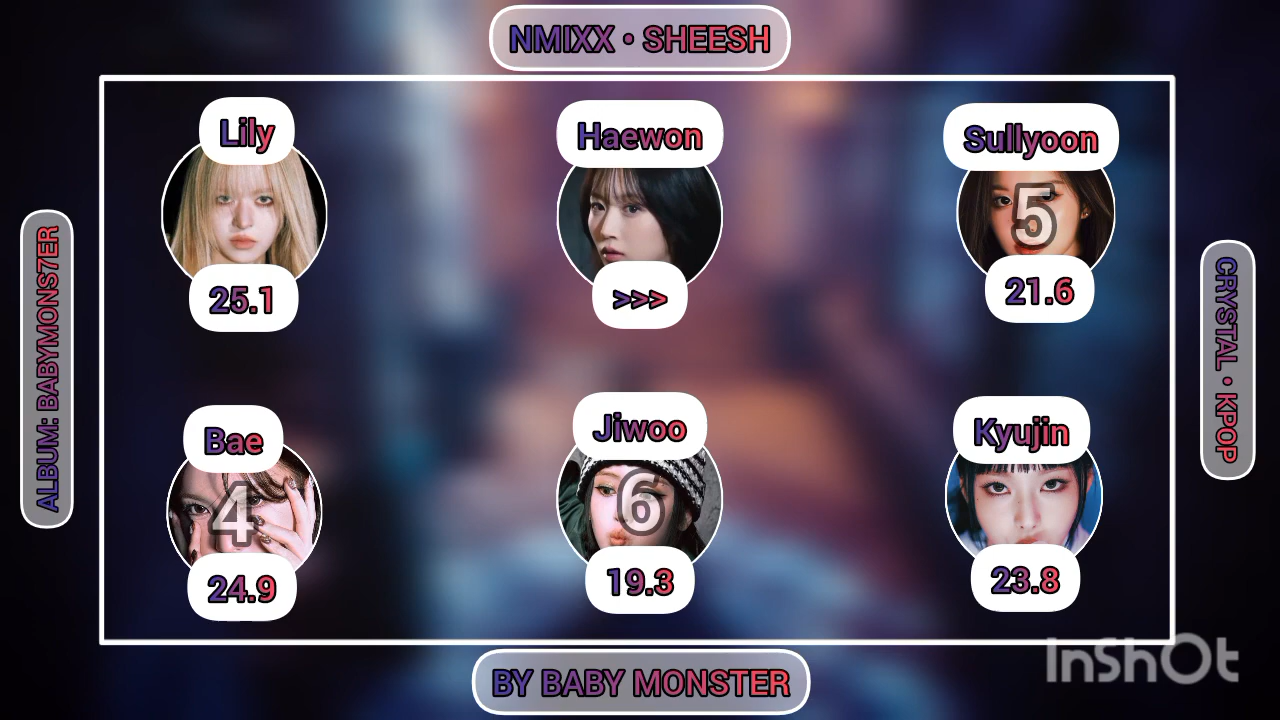 NMIXX • SHEESH
Lily
Haewon
Sullyoon
5
25.1
>>>
21.6
ALBUM: BABYMONS7ER
CRYSTAL • KPOP
Bae
Jiwoo
Kyujin
4
6
24.9
19.3
23.8
BY BABY MONSTER
InShOt